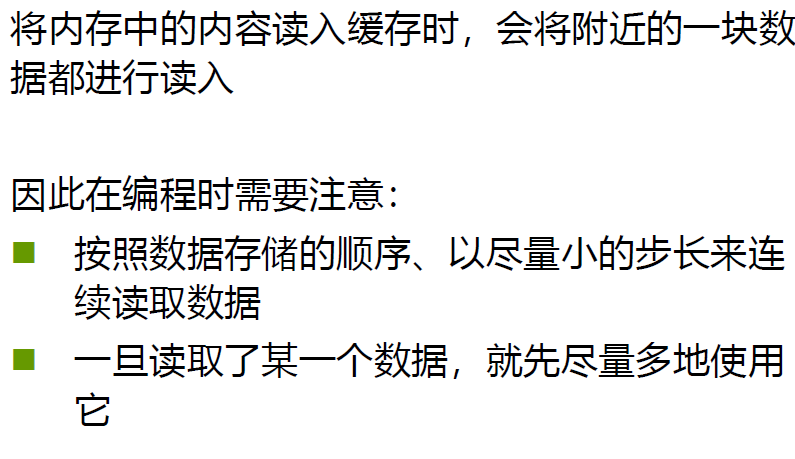 将内存中的内容读入缓存时，会将附近的一块数
据都进行读入
因此在编程时需要注意：
按照数据存储的顺序、以尽量小的步长来连
续读取数据
一旦读取了某一个数据，就先尽量多地使用
它